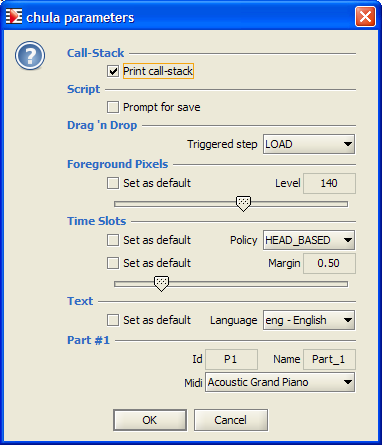 chula parameters
Call-Stack
Print call-stack
Script
Prompt for save
Drag 'n Drop
Triggered step LOAD
Foreground Pixels
Set as default Level 140
Time Slots
Set as default Policy HEAD_BASED
Set as default Margin 0.50
Text
Set as default Language eng - English
Part #1
Id P1 Name Part_1
Midi Acoustic Grand Piano
OK Cancel